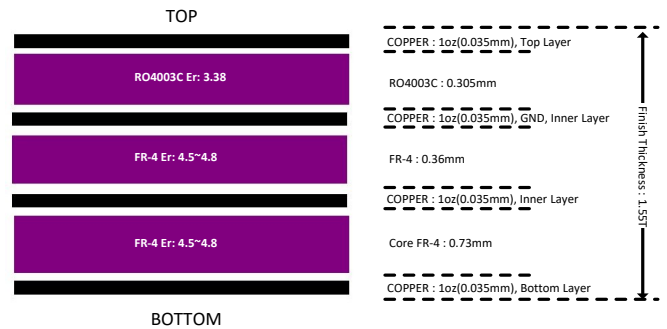 TOP
COPPER : 1oz(0.035mm), Top Layer
RO4003C Er: 3.38
RO4003C : 0.305mm
COPPER : 1oz(0.035mm), GND, Inner Layer
FR-4 Er: 4.5~4.8
FR-4 : 0.36mm
COPPER : 1oz(0.035mm), Inner Layer
FR-4 Er: 4.5~4.8
Core FR-4 : 0.73mm
COPPER : 1oz(0.035mm), Bottom Layer
BOTTOM
Finish Thickness : 1.55T